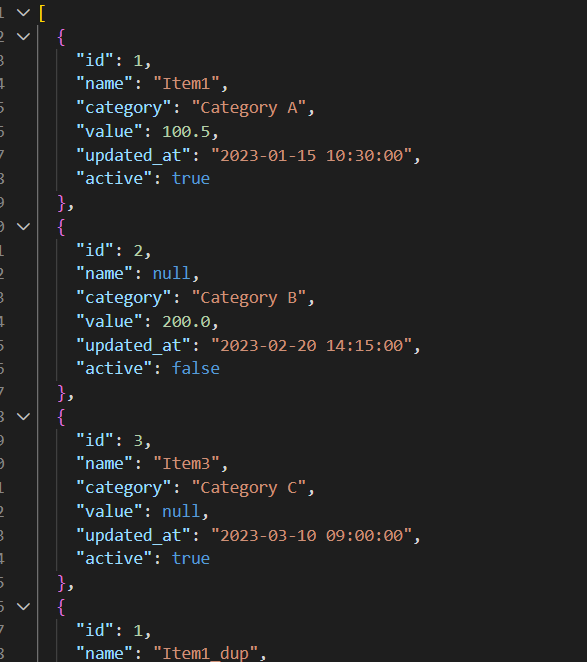 [
{
"id": 1,
"name": "Item1",
"category": "Category A",
"value": 100.5,
"updated_at": "2023-01-15 10:30:00",
"active": true
},
{
"id": 2,
"name": null,
"category": "Category B",
"value": 200.0,
"updated_at": "2023-02-20 14:15:00",
"active": false
},
{
"id": 3,
"name": "Item3",
"category": "Category C",
"value": null,
"updated_at": "2023-03-10 09:00:00",
"active": true
},
{
"id": 1,
"name": "Item1_dup",